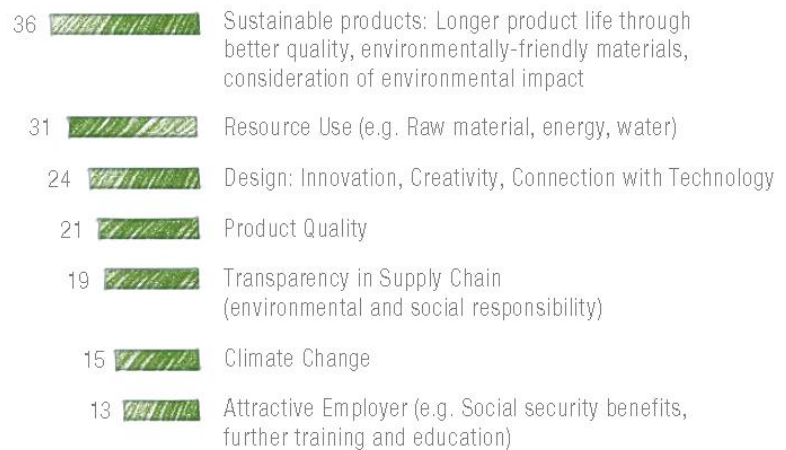 36 Sustainable products: Longer product life through
better quality, environmentally-friendly materials,
consideration of environmental impact
31 Resource Use (e.g. Raw material, energy, water)
24 Design: Innovation, Creativity, Connection with Technology
21 Product Quality
19 Transparency in Supply Chain
(environmental and social responsibility)
15 Climate Change
13 Attractive Employer (e.g. Social security benefits,
further training and education)